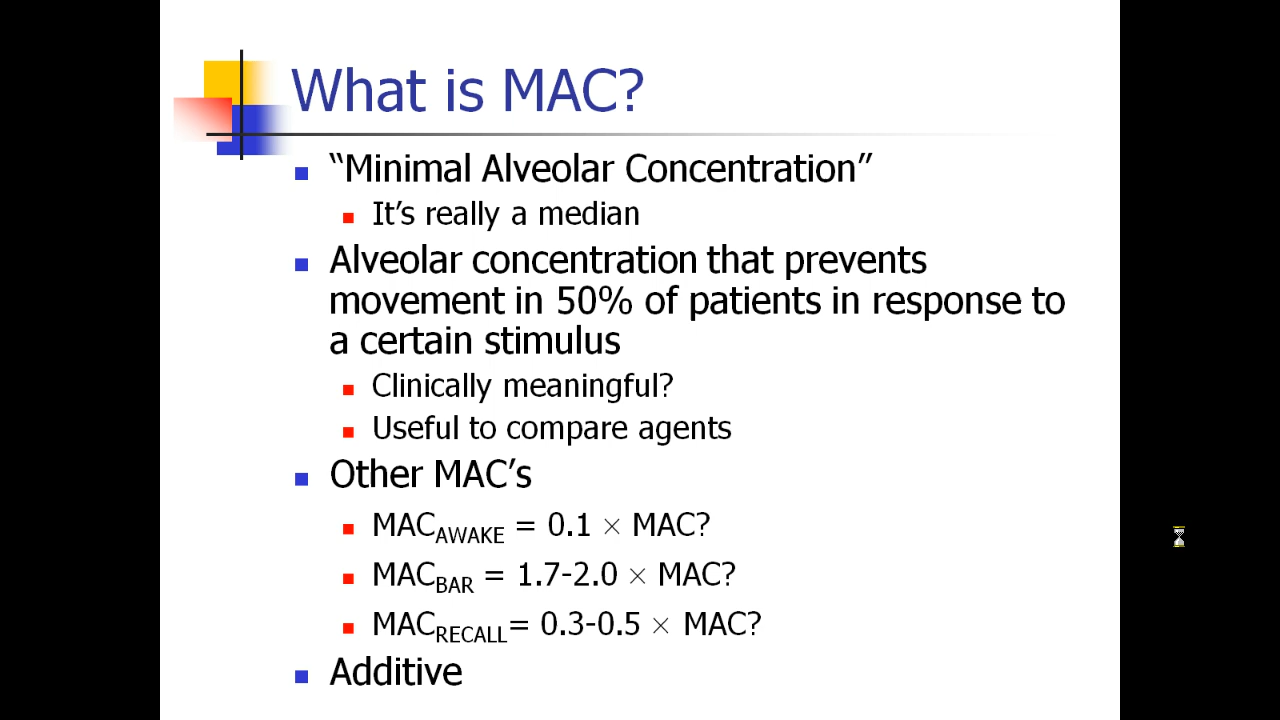 What is MAC?
“Minimal Alveolar Concentration”
It’s really a median
Alveolar concentration that prevents
movement in 50% of patients in response to
a certain stimulus
Clinically meaningful?
Useful to compare agents
Other MAC’s
MAC_AWAKE = 0.1 × MAC?
MAC_BAR = 1.7-2.0 × MAC?
MAC_RECALL= 0.3-0.5 × MAC?
Additive